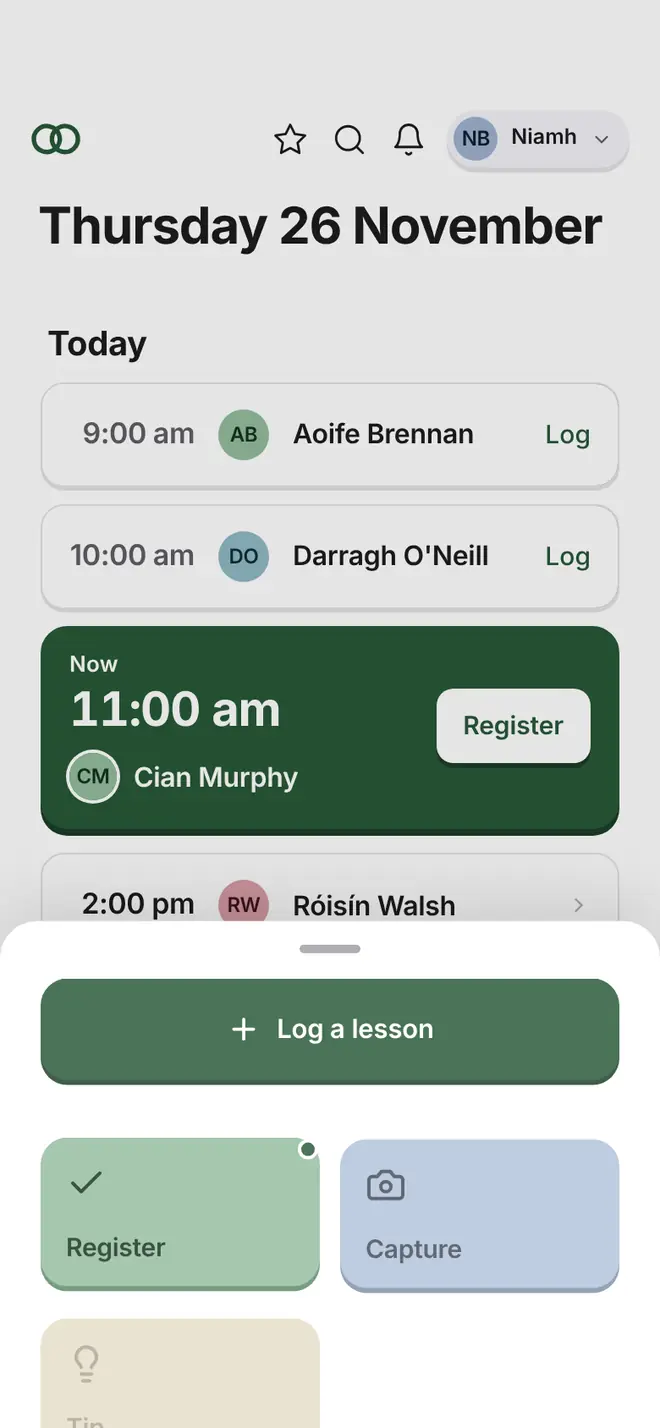 NB Niamh
Thursday 26 November
Today
9:00 am AB Aoife Brennan Log
10:00 am DO Darragh O'Neill Log
Now
11:00 am
Register
CM Cian Murphy
2:00 pm RW Róisín Walsh
Log a lesson
Register
Capture
Tip